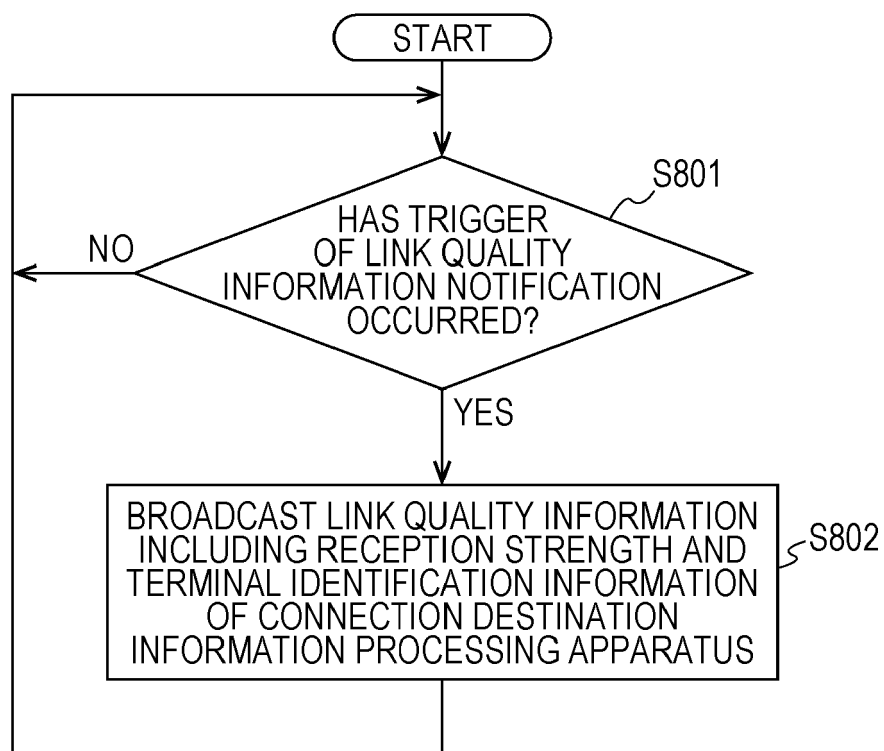 START
S801
HAS TRIGGER
OF LINK QUALITY
INFORMATION NOTIFICATION
OCCURRED?
NO
YES
BROADCAST LINK QUALITY INFORMATION
INCLUDING RECEPTION STRENGTH AND
TERMINAL IDENTIFICATION INFORMATION
OF CONNECTION DESTINATION
INFORMATION PROCESSING APPARATUS
S802